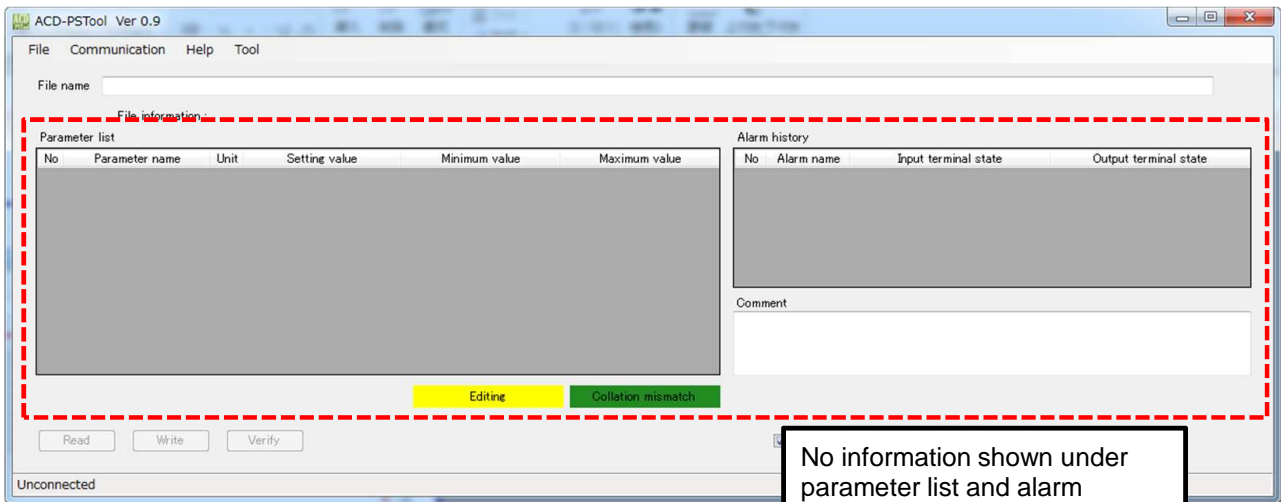 ACD-PSTool Ver 0.9
File Communication Help Tool
File name
File information :
Parameter list
Alarm history
No Parameter name Unit Setting value Minimum value Maximum value
No Alarm name Input terminal state Output terminal state
Comment
Editing Collation mismatch
Read Write Verify
No information shown under
parameter list and alarm
Unconnected